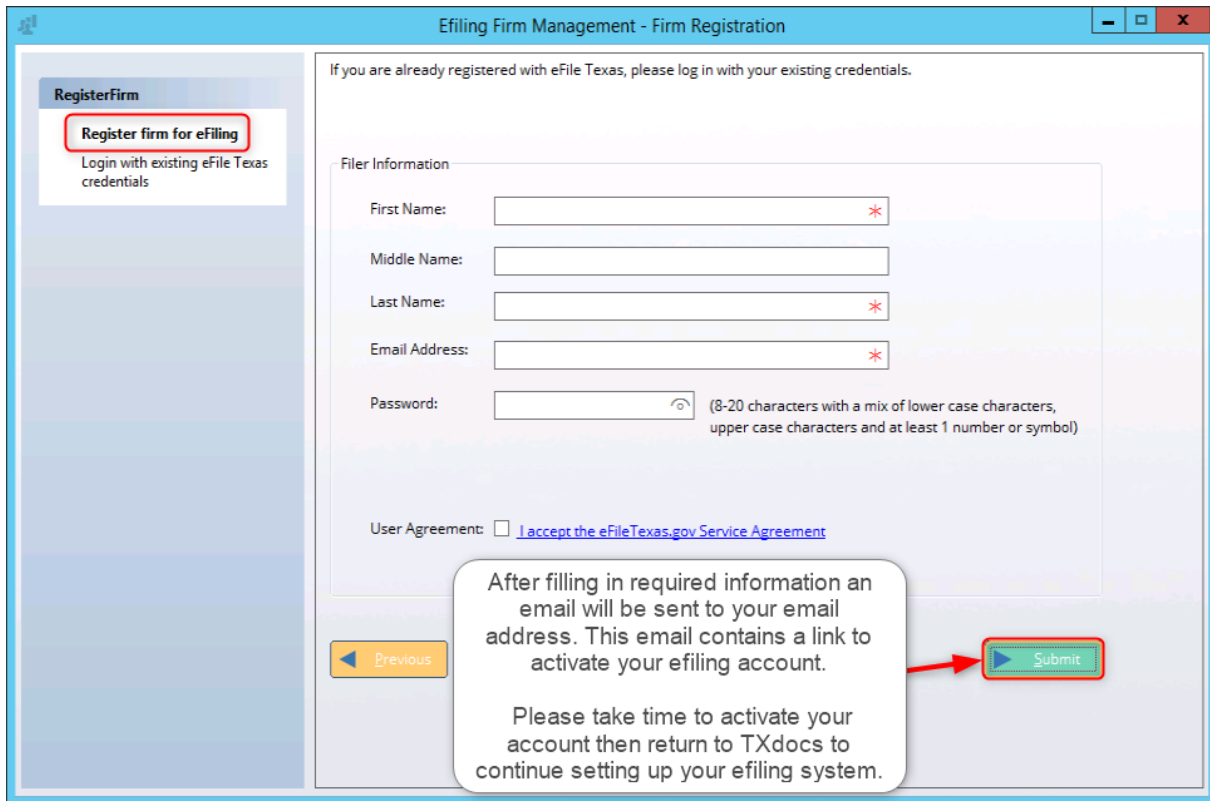 Efiling Firm Management - Firm Registration
X
RegisterFirm
Register firm for eFiling
Login with existing eFile Texas
credentials
If you are already registered with eFile Texas, please log in with your existing credentials.
Filer Information
First Name:
*
Middle Name:
Last Name:
*
Email Address:
*
Password:
(8-20 characters with a mix of lower case characters,
upper case characters and at least 1 number or symbol)
User Agreement:
I accept the eFileTexas.gov Service Agreement
Previous
After filling in required information an
email will be sent to your email
address. This email contains a link to
activate your efiling account.
Please take time to activate your
account then return to TXdocs to
continue setting up your efiling system.
Submit